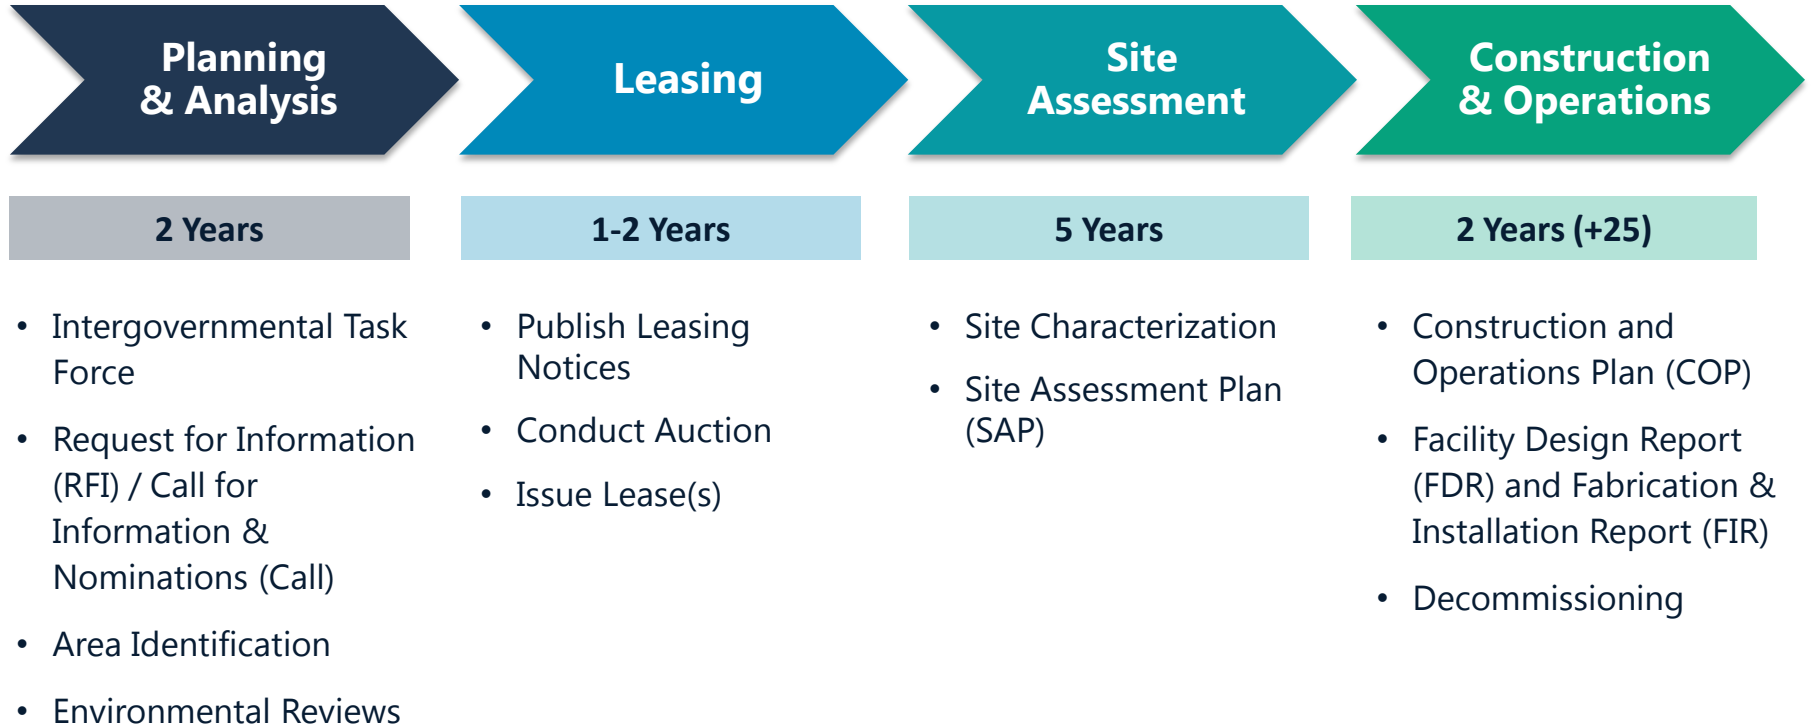 Planning
& Analysis
2 Years
• Intergovernmental Task
Force
• Request for Information
(RFI) / Call for
Information &
Nominations (Call)
• Area Identification
• Environmental Reviews
Leasing
1-2 Years
• Publish Leasing
Notices
• Conduct Auction
• Issue Lease(s)
Site
Assessment
5 Years
• Site Characterization
• Site Assessment Plan
(SAP)
Construction
& Operations
2 Years (+25)
• Construction and
Operations Plan (COP)
• Facility Design Report
(FDR) and Fabrication &
Installation Report (FIR)
• Decommissioning